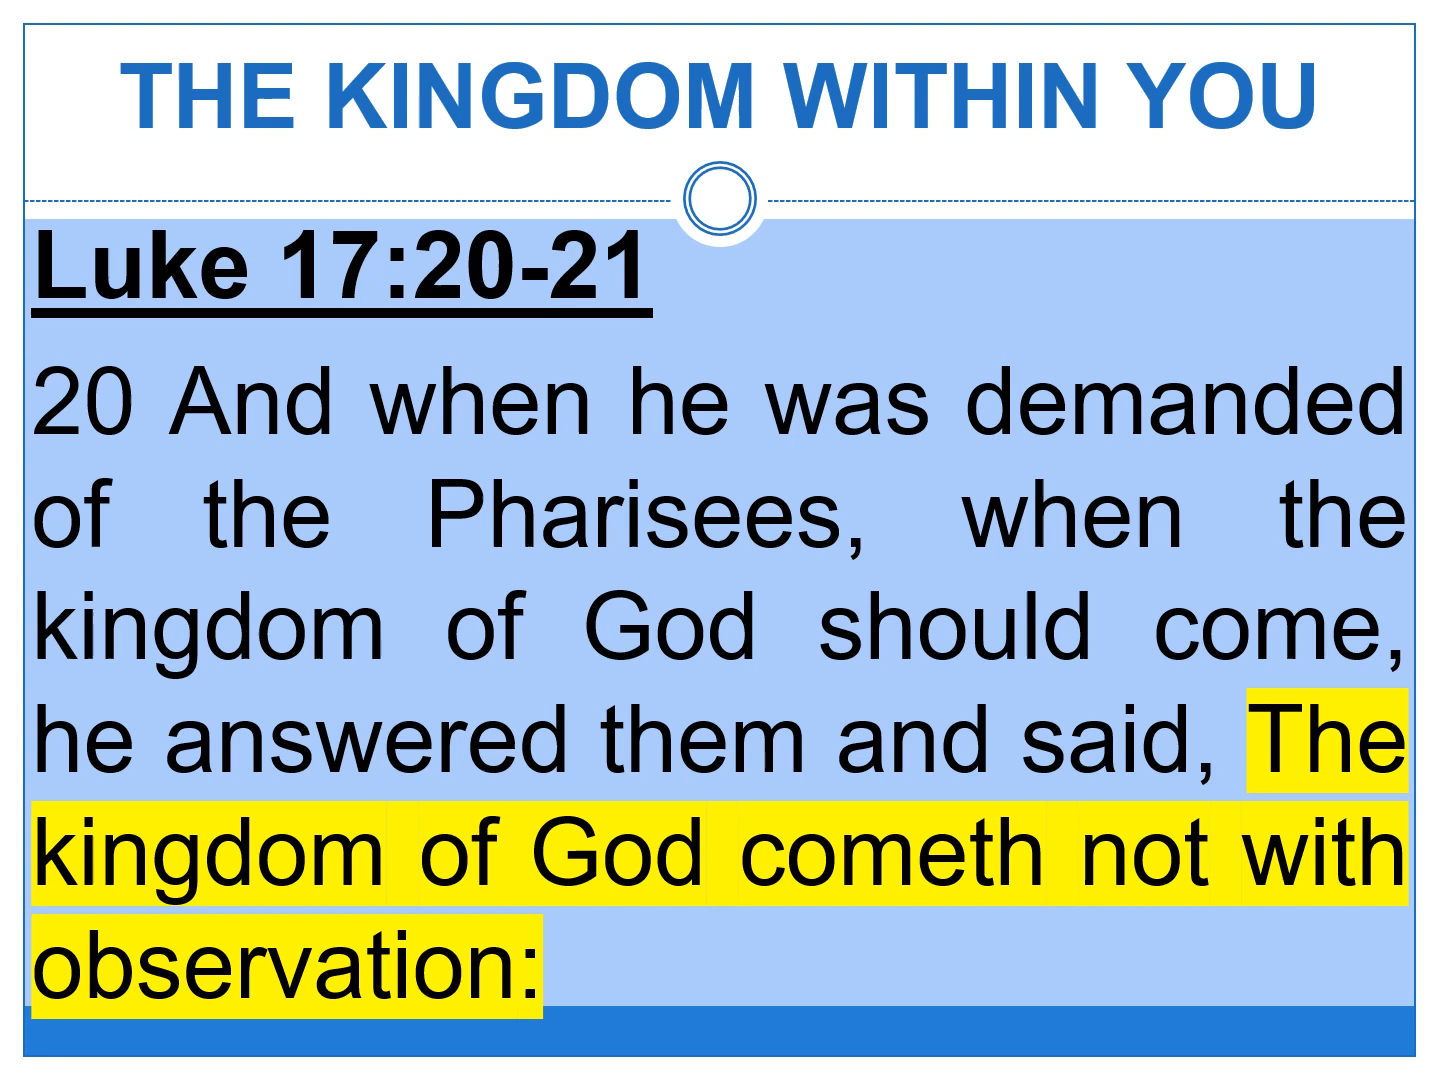 THE KINGDOM WITHIN YOU
Luke 17:20-21
20 And when he was demanded
of the Pharisees, when the
kingdom of God should come,
he answered them and said, The
kingdom of God cometh not with
observation: